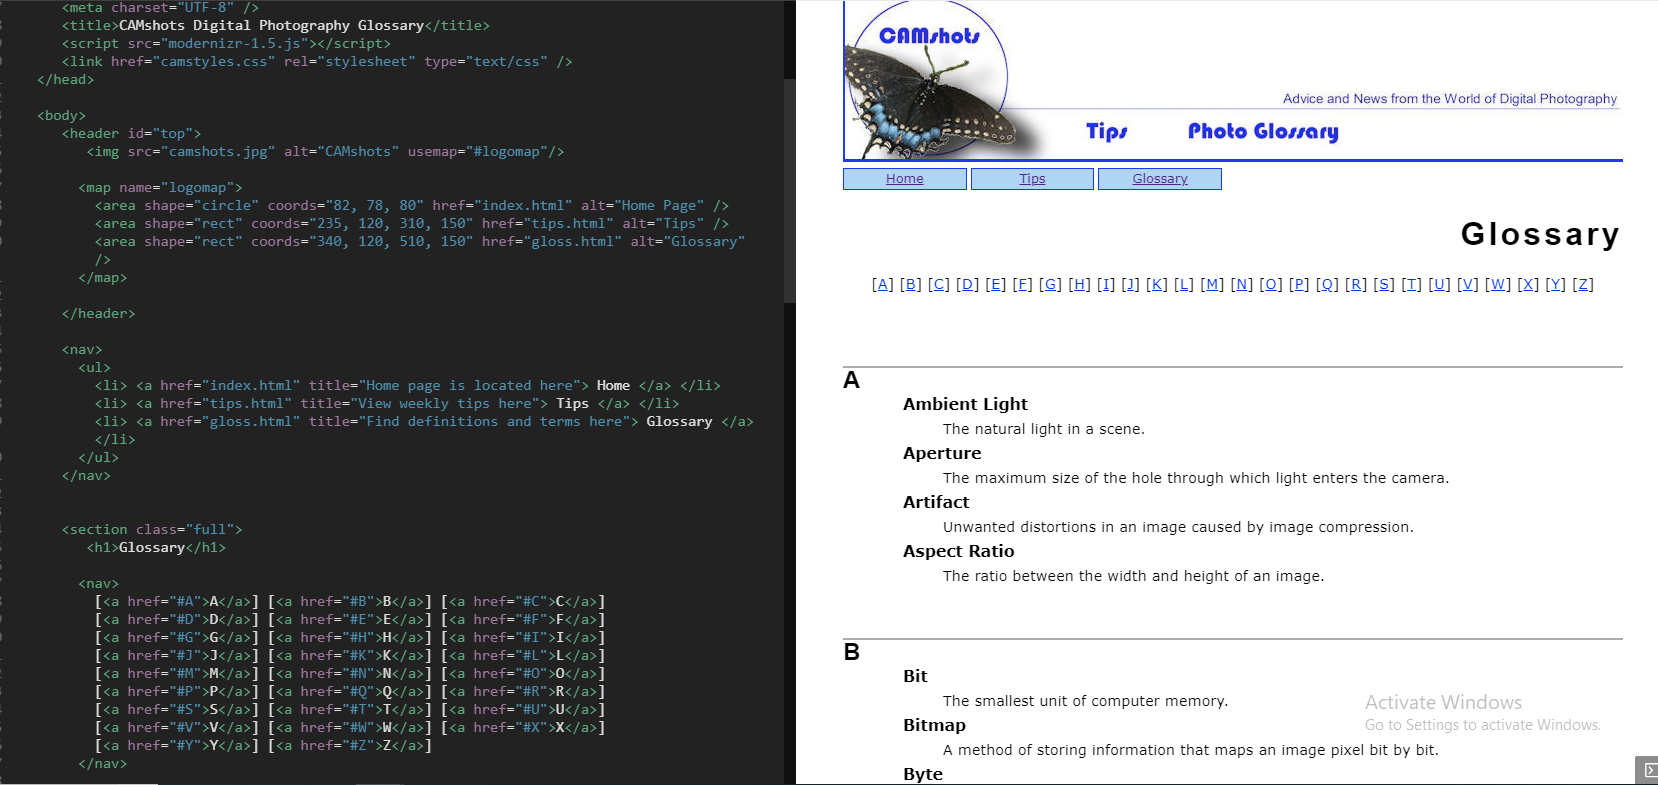 <meta charset="UTF-8" />
<title>CAMshots Digital Photography Glossary</title>
<script src="modernizr-1.5.js"></script>
<link href="camstyles.css" rel="stylesheet" type="text/css" />
</head>
<body>
<header id="top">
<img src="camshots.jpg" alt="CAMshots" usemap="#logomap"/>
<map name="logomap">
<area shape="circle" coords="82, 78, 80" href="index.html" alt="Home Page" />
<area shape="rect" coords="235, 120, 310, 150" href="tips.html" alt="Tips" />
<area shape="rect" coords="340, 120, 510, 150" href="gloss.html" alt="Glossary"
/>
</map>
</header>
<nav>
<ul>
<li> <a href="index.html" title="Home page is located here"> Home </a> </li>
<li> <a href="tips.html" title="View weekly tips here"> Tips </a> </li>
<li> <a href="gloss.html" title="Find definitions and terms here"> Glossary </a>
</li>
</ul>
</nav>
<section class="full">
<h1>Glossary</h1>
<nav>
[<a href="#A">A</a>] [<a href="#B">B</a>] [<a href="#C">C</a>]
[<a href="#D">D</a>] [<a href="#E">E</a>] [<a href="#F">F</a>]
[<a href="#G">G</a>] [<a href="#H">H</a>] [<a href="#I">I</a>]
[<a href="#J">J</a>] [<a href="#K">K</a>] [<a href="#L">L</a>]
[<a href="#M">M</a>] [<a href="#N">N</a>] [<a href="#O">O</a>]
[<a href="#P">P</a>] [<a href="#Q">Q</a>] [<a href="#R">R</a>]
[<a href="#S">S</a>] [<a href="#T">T</a>] [<a href="#U">U</a>]
[<a href="#V">V</a>] [<a href="#W">W</a>] [<a href="#X">X</a>]
[<a href="#Y">Y</a>] [<a href="#Z">Z</a>]
</nav>
CAMshots
Advice and News from the World of Digital Photography
Tips Photo Glossary
Home Tips Glossary
Glossary
[A] [B] [C] [D] [E] [F] [G] [H] [I] [J] [K] [L] [M] [N] [O] [P] [Q] [R] [S] [T] [U] [V] [W] [X] [Y] [Z]
A
Ambient Light
The natural light in a scene.
Aperture
The maximum size of the hole through which light enters the camera.
Artifact
Unwanted distortions in an image caused by image compression.
Aspect Ratio
The ratio between the width and height of an image.
B
Bit
The smallest unit of computer memory.
Bitmap
A method of storing information that maps an image pixel bit by bit.
Byte
Activate Windows
Go to Settings to activate Windows.